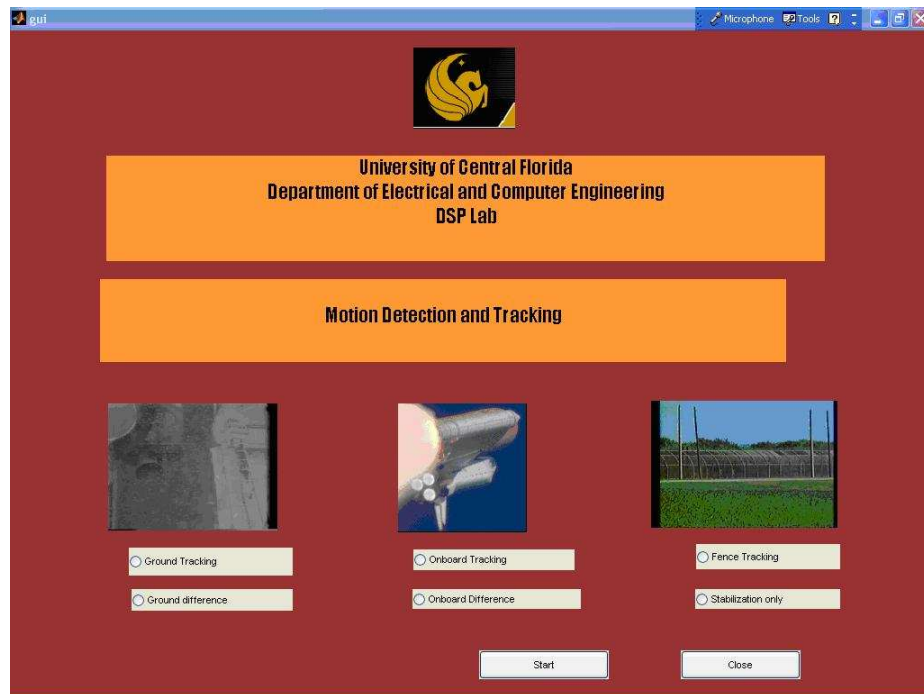 gui
Microphone Tools
University of Central Florida
Department of Electrical and Computer Engineering
DSP Lab
Motion Detection and Tracking
Ground Tracking
Onboard Tracking
Fence Tracking
Ground difference
Onboard Difference
Stabilization only
Start
Close